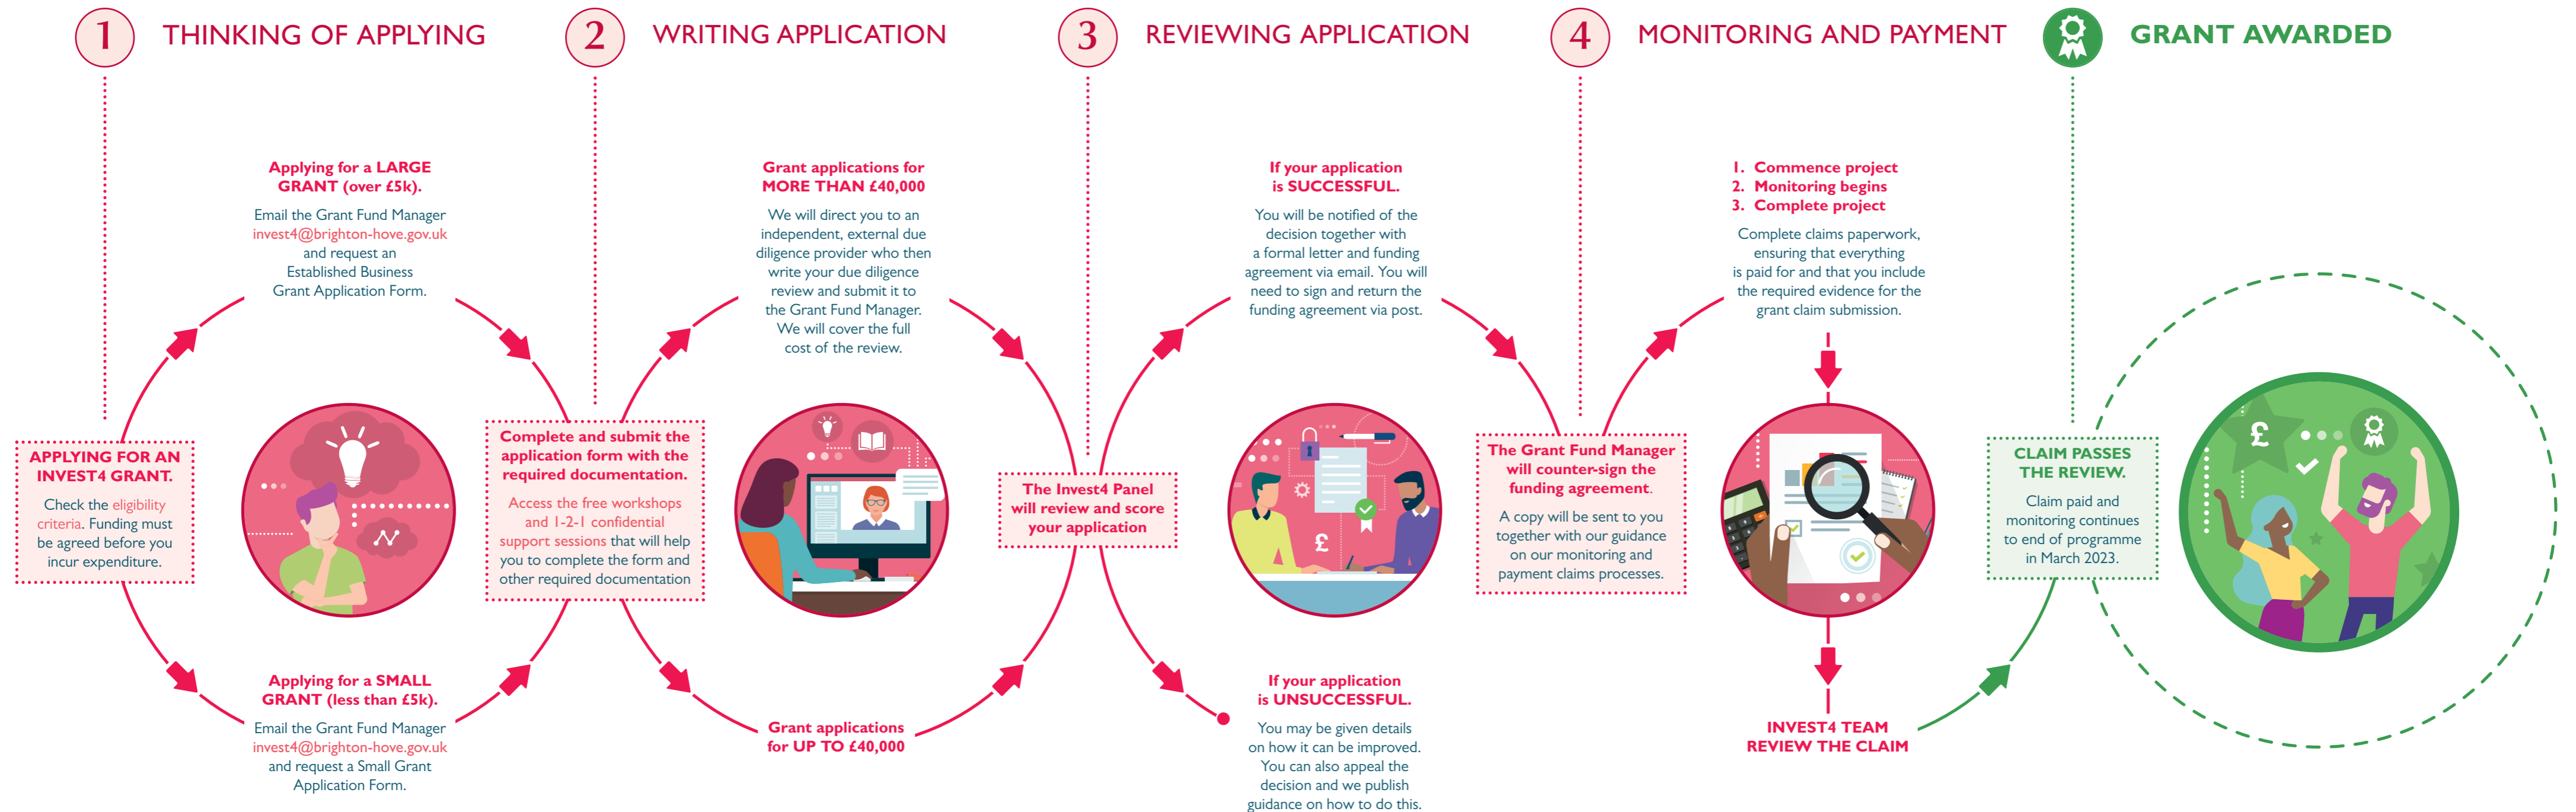 1 THINKING OF APPLYING
APPLYING FOR AN
INVEST4 GRANT.
Check the eligibility
criteria. Funding must
be agreed before you
incur expenditure.
Applying for a LARGE
GRANT (over £5k).
Email the Grant Fund Manager
invest4@brighton-hove.gov.uk
and request an
Established Business
Grant Application Form.
Applying for a SMALL
GRANT (less than £5k).
Email the Grant Fund Manager
invest4@brighton-hove.gov.uk
and request a Small Grant
Application Form.
2 WRITING APPLICATION
Complete and submit the
application form with the
required documentation.
Access the free workshops
and 1-2-1 confidential
support sessions that will help
you to complete the form and
other required documentation
Grant applications for
MORE THAN £40,000
We will direct you to an
independent, external due
diligence provider who then
write your due diligence
review and submit it to
the Grant Fund Manager.
We will cover the full
cost of the review.
Grant applications
for UP TO £40,000
3 REVIEWING APPLICATION
The Invest4 Panel
will review and score
your application
If your application
is SUCCESSFUL.
You will be notified of the
decision together with
a formal letter and funding
agreement via email. You will
need to sign and return the
funding agreement via post.
£
If your application
is UNSUCCESSFUL.
You may be given details
on how it can be improved.
You can also appeal the
decision and we publish
guidance on how to do this.
4 MONITORING AND PAYMENT
The Grant Fund Manager
will counter-sign the
funding agreement.
A copy will be sent to you
together with our guidance
on our monitoring and
payment claims processes.
1. Commence project
2. Monitoring begins
3. Complete project
Complete claims paperwork,
ensuring that everything
is paid for and that you include
the required evidence for the
grant claim submission.
INVEST4 TEAM
REVIEW THE CLAIM
GRANT AWARDED
CLAIM PASSES
THE REVIEW.
Claim paid and
monitoring continues
to end of programme
in March 2023.
£